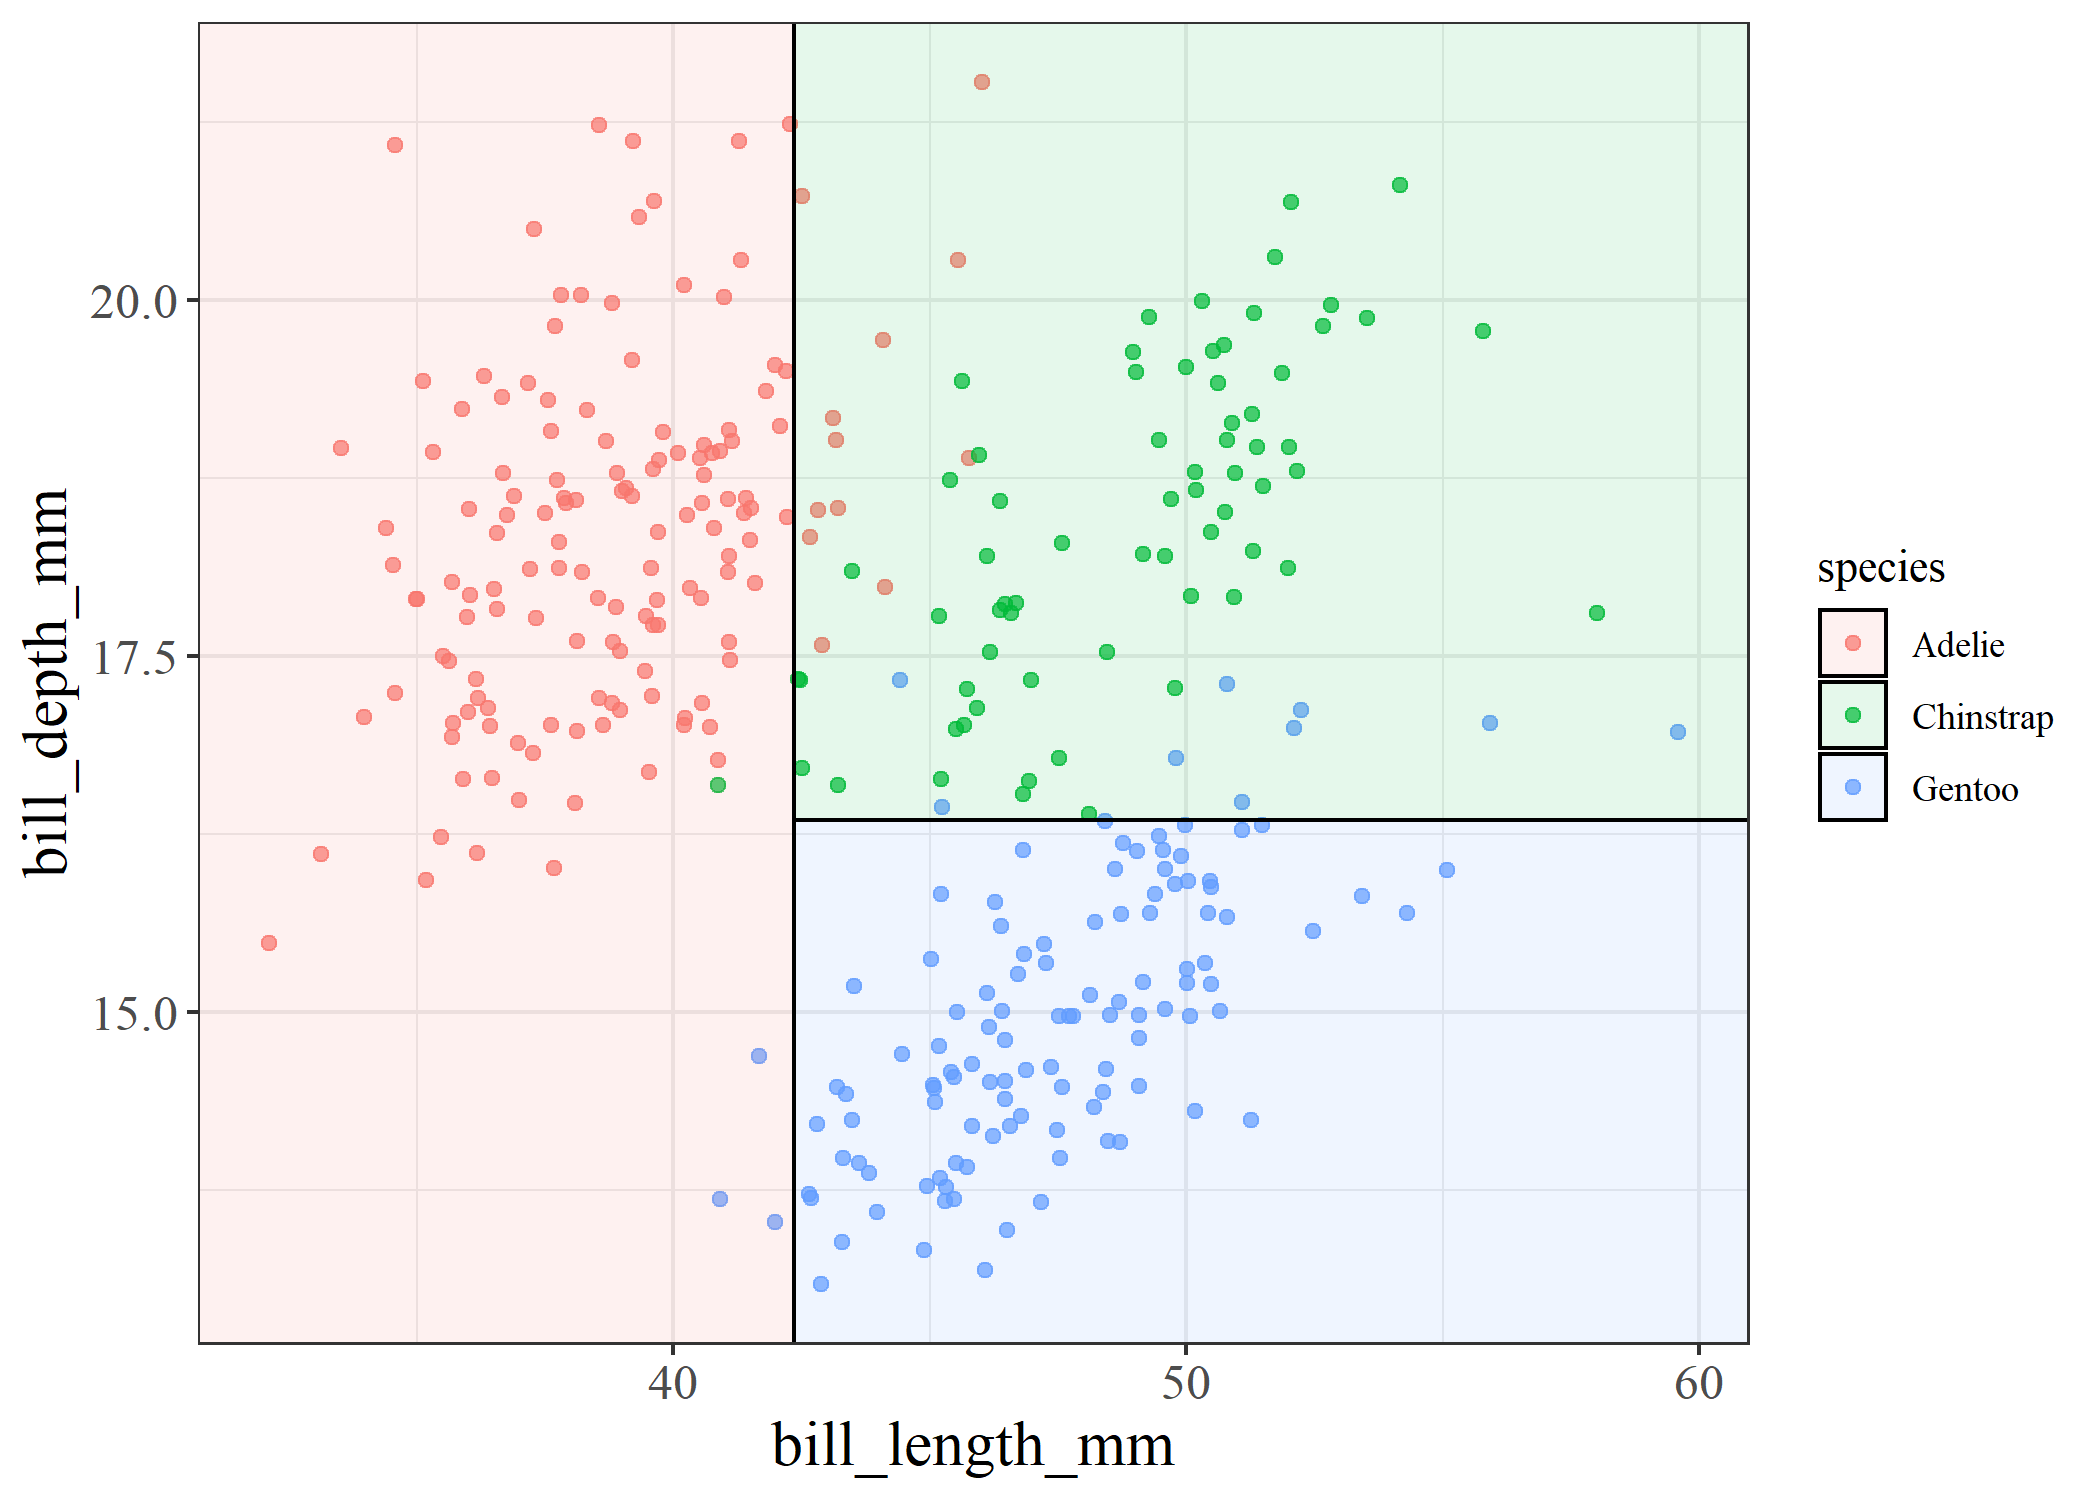 20.0
17.5
15.0
bill_depth_mm
40 50 60
bill_length_mm
species
Adelie
Chinstrap
Gentoo